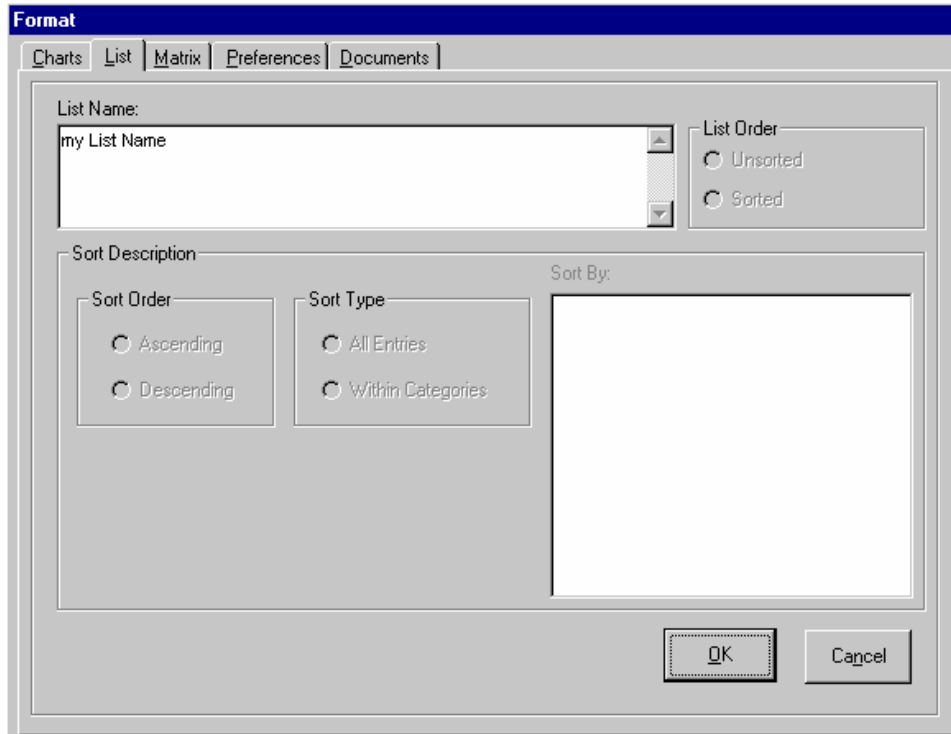 Format
Charts List Matrix Preferences Documents
List Name:
my List Name
List Order
Unsorted
Sorted
Sort Description
Sort Order
Ascending
Descending
Sort Type
All Entries
Within Categories
Sort By:
OK
Cancel